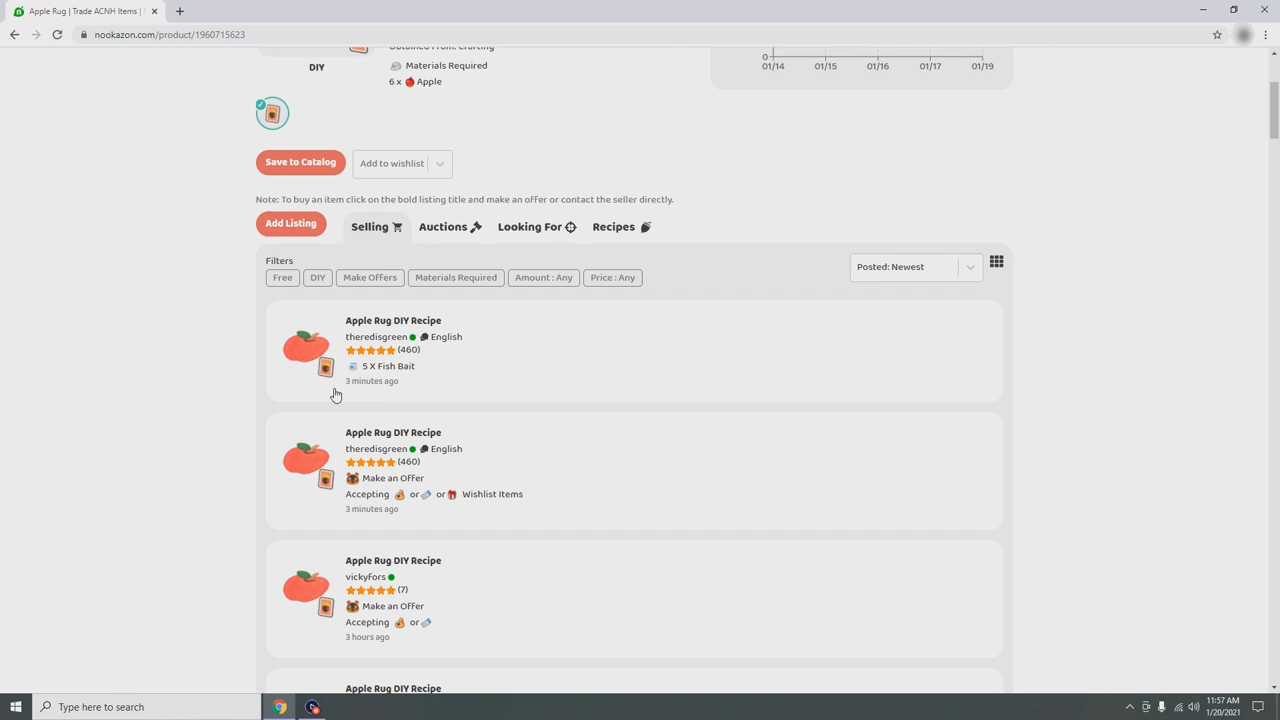 Apple Rug | Trade ACNH Items |
nookazon.com/product/1960715623
Obtained From: Crafting
DIY
Materials Required
6 x Apple
0
01/14 01/15 01/16 01/17 01/19
Save to Catalog
Add to wishlist
Note: To buy an item click on the bold listing title and make an offer or contact the seller directly.
Add Listing
Selling
Auctions
Looking For
Recipes
Filters
Free
DIY
Make Offers
Materials Required
Amount : Any
Price : Any
Posted: Newest
Apple Rug DIY Recipe
theredisgreen English
(460)
5 X Fish Bait
3 minutes ago
Apple Rug DIY Recipe
theredisgreen English
(460)
Make an Offer
Accepting or or Wishlist Items
3 minutes ago
Apple Rug DIY Recipe
vickyfors
(7)
Make an Offer
Accepting or
3 hours ago
Apple Rug DIY Recipe
Type here to search
11:57 AM
1/20/2021